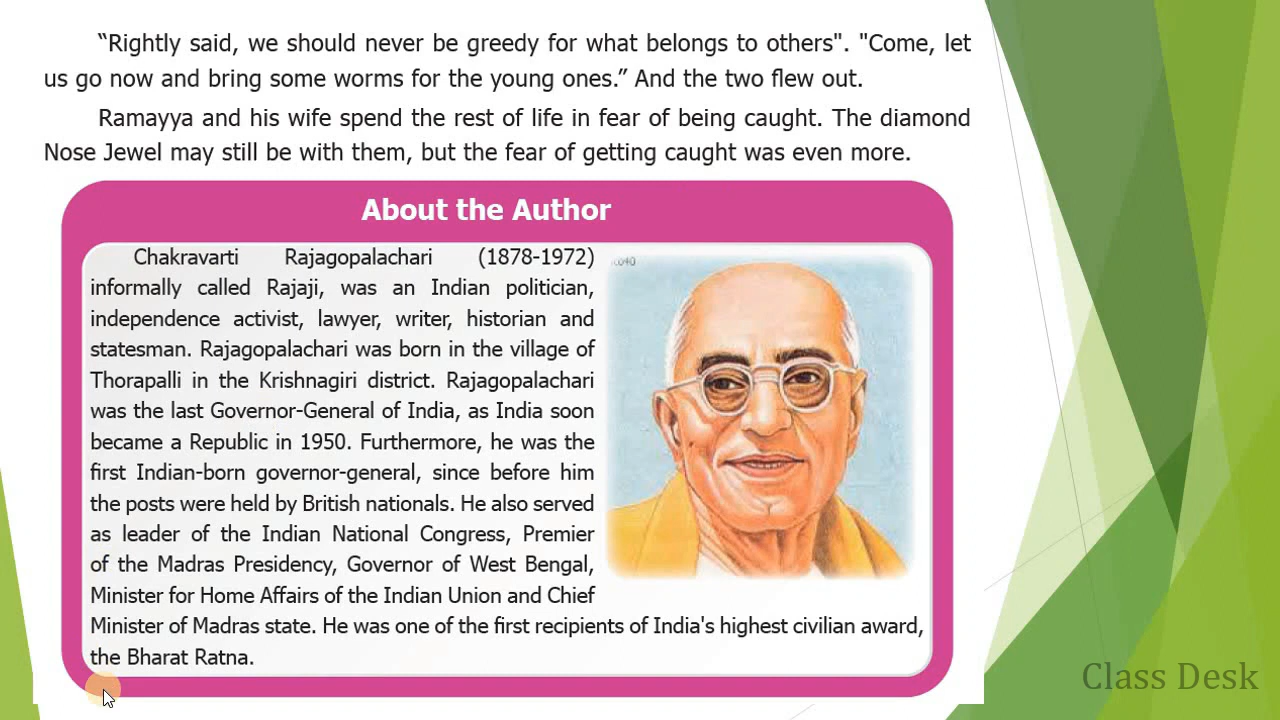 “Rightly said, we should never be greedy for what belongs to others". "Come, let
us go now and bring some worms for the young ones.” And the two flew out.
Ramayya and his wife spend the rest of life in fear of being caught. The diamond
Nose Jewel may still be with them, but the fear of getting caught was even more.
About the Author
Chakravarti Rajagopalachari (1878-1972)
informally called Rajaji, was an Indian politician,
independence activist, lawyer, writer, historian and
statesman. Rajagopalachari was born in the village of
Thorapalli in the Krishnagiri district. Rajagopalachari
was the last Governor-General of India, as India soon
became a Republic in 1950. Furthermore, he was the
first Indian-born governor-general, since before him
the posts were held by British nationals. He also served
as leader of the Indian National Congress, Premier
of the Madras Presidency, Governor of West Bengal,
Minister for Home Affairs of the Indian Union and Chief
Minister of Madras state. He was one of the first recipients of India's highest civilian award,
the Bharat Ratna.
Class Desk